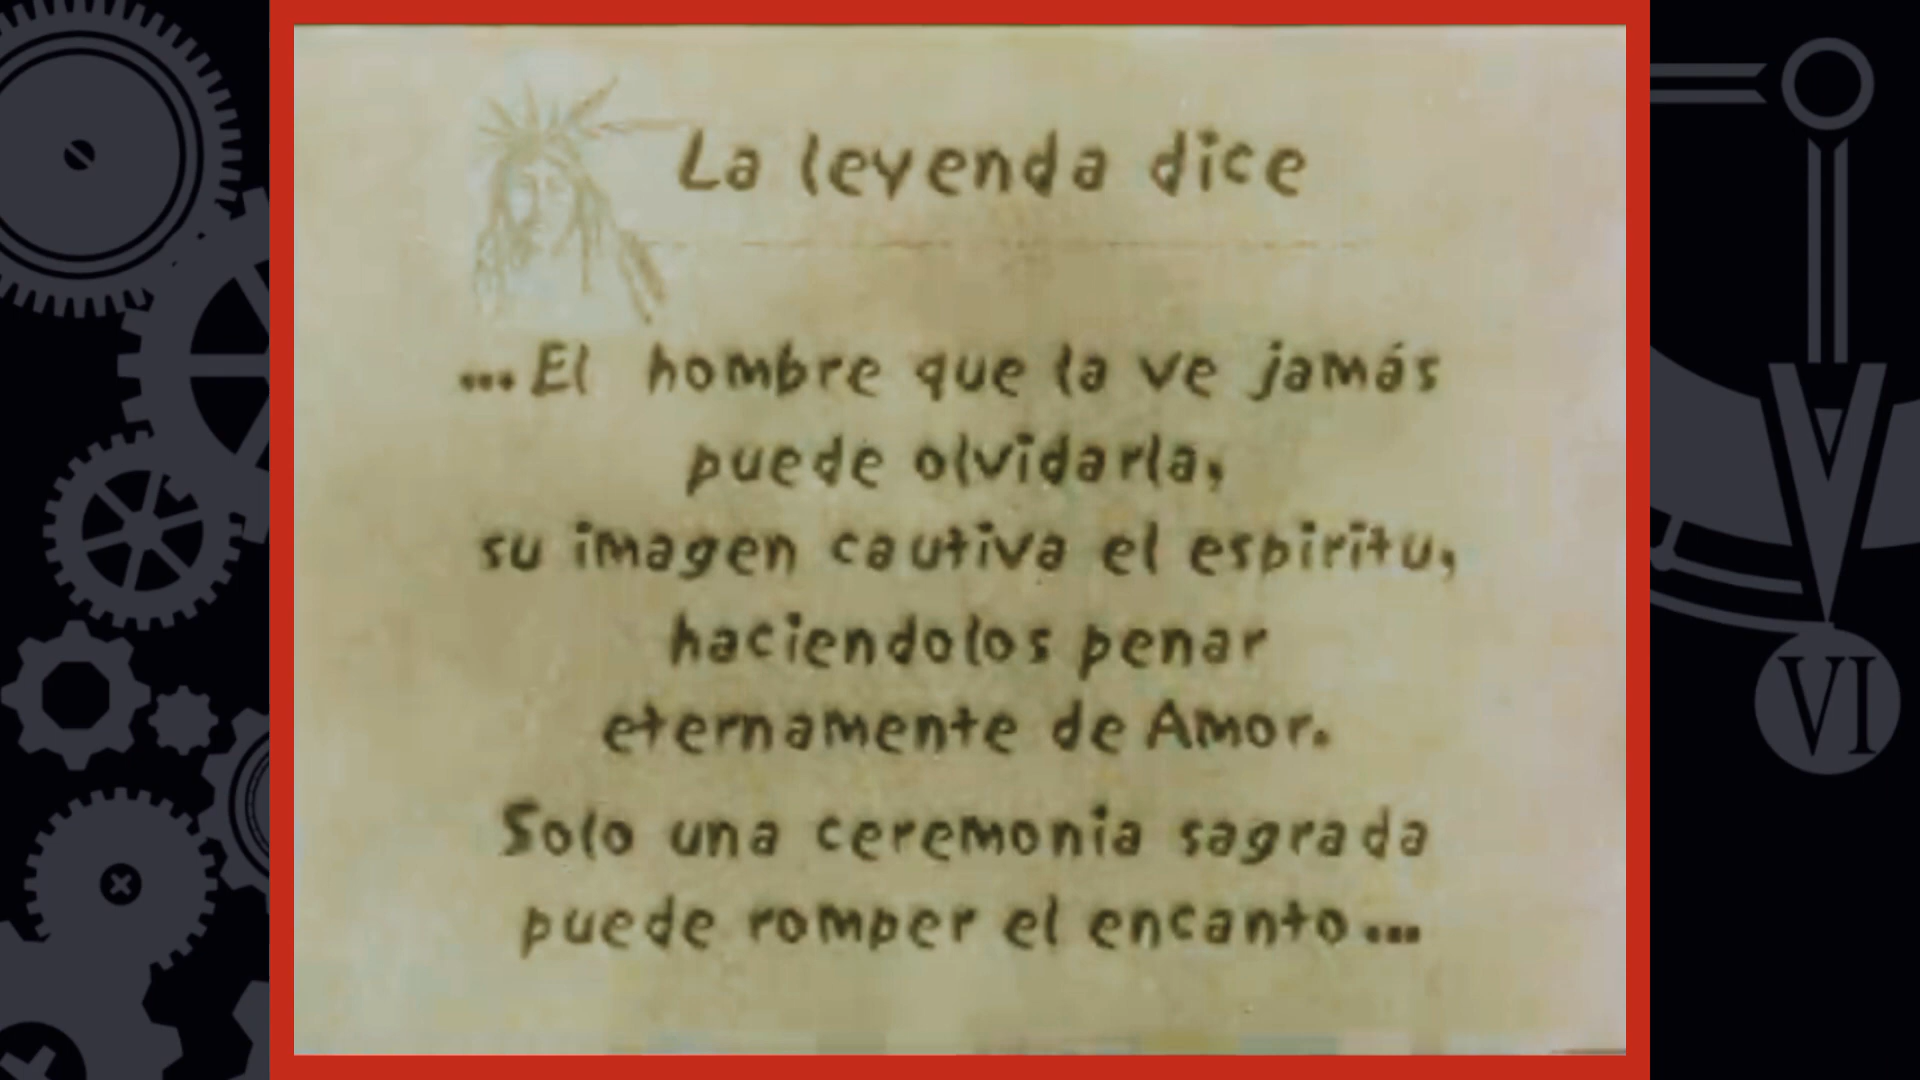 La leyenda dice
...El hombre que la ve jamás
puede olvidarla,
su imagen cautiva el espiritu,
haciendolos penar
eternamente de Amor.
Solo una ceremonia sagrada
puede romper el encanto...
VI